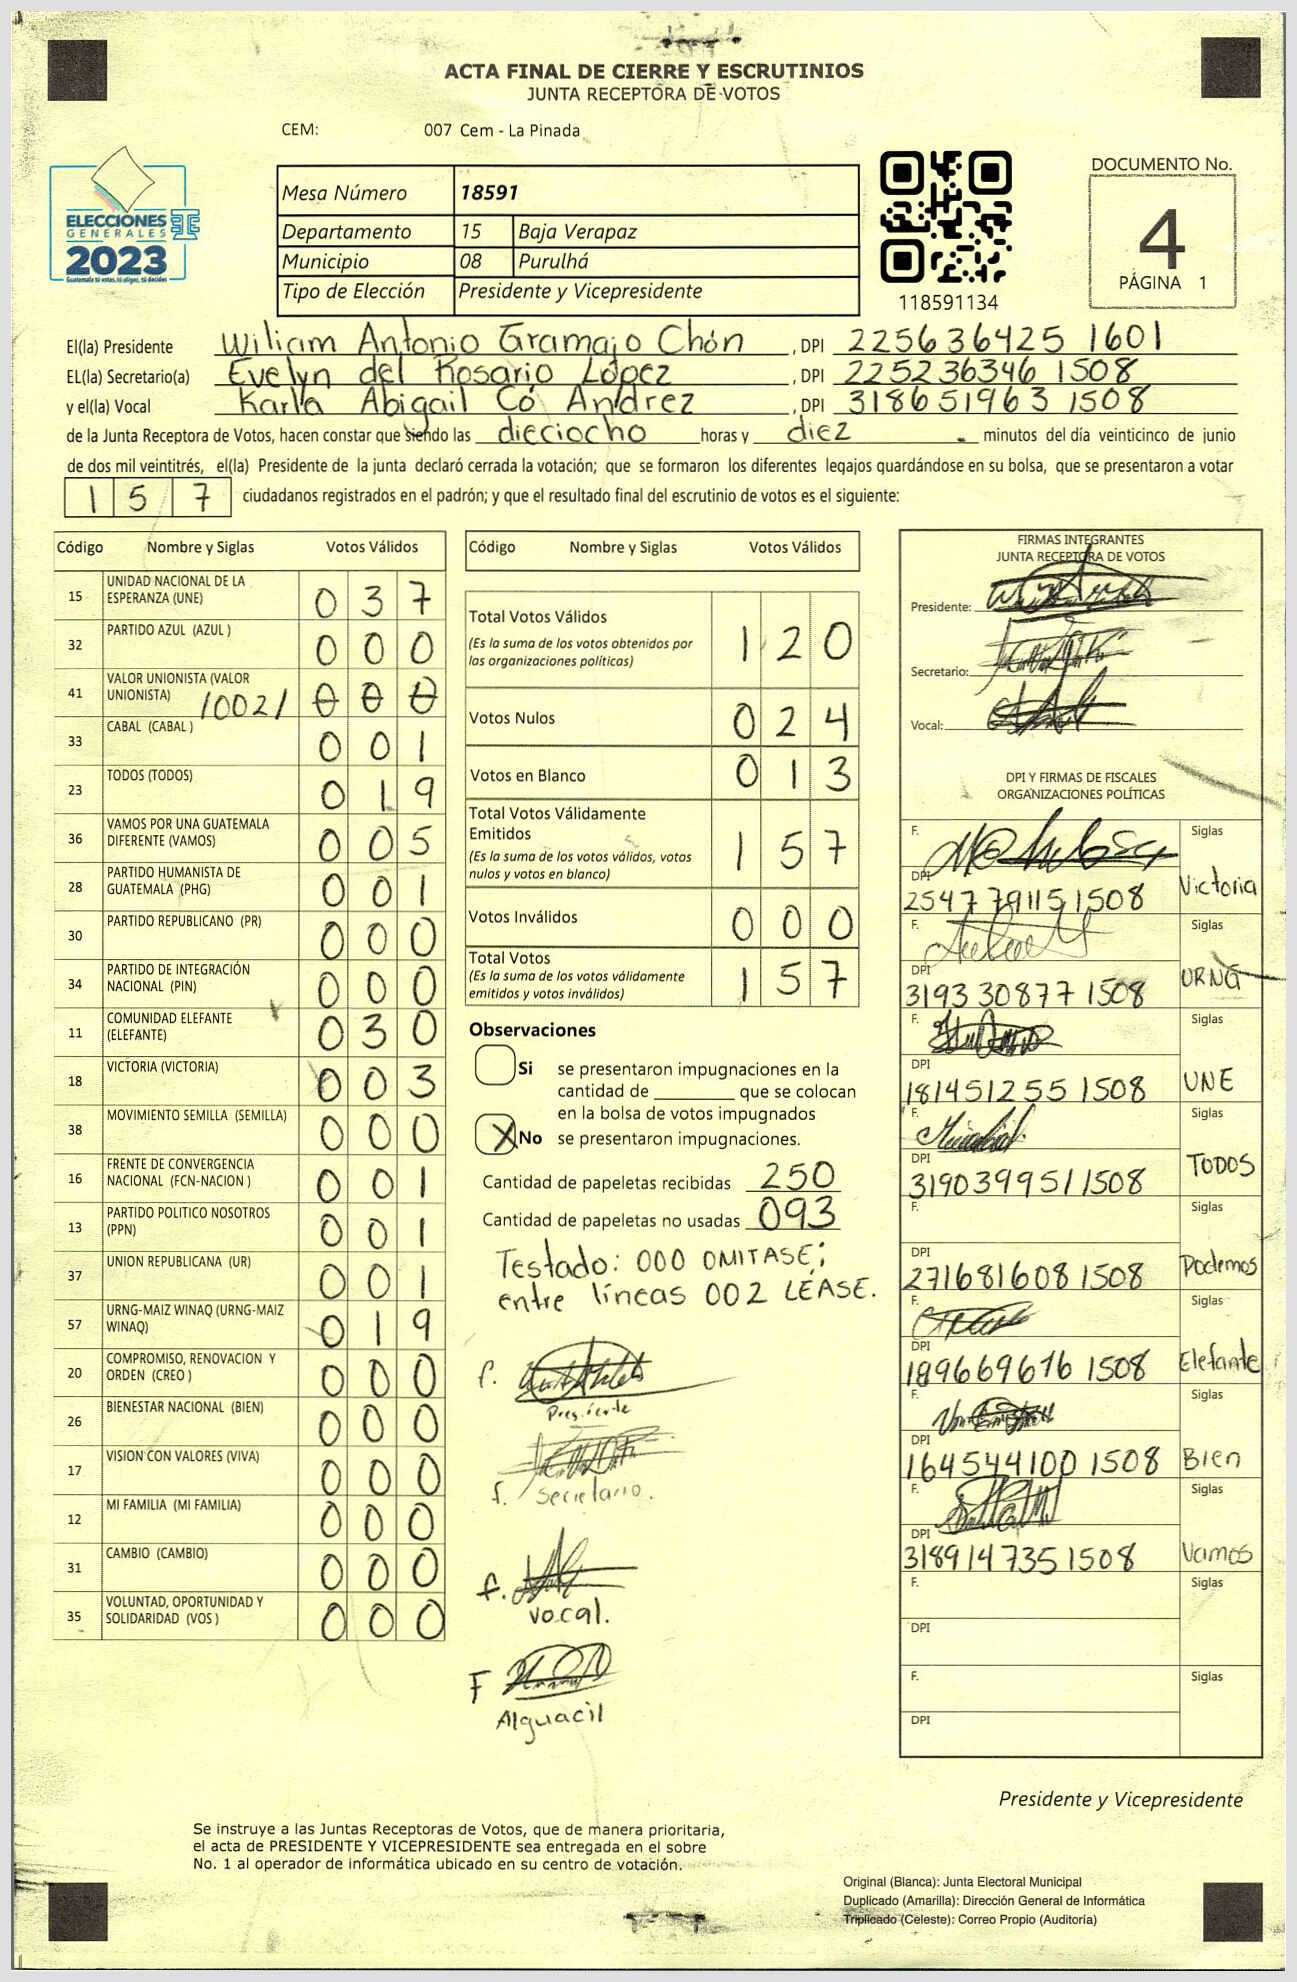 ACTA FINAL DE CIERRE Y ESCRUTINIOS
JUNTA RECEPTORA DE VOTOS
CEM: 007 Cem - La Pinada
ELECCIONES
GENERALES
2023
Guatemala tú votas, tú eliges, tú decides
Mesa Número 18591
Departamento 15 Baja Verapaz
Municipio 08 Purulhá
Tipo de Elección Presidente y Vicepresidente
118591134
DOCUMENTO No.
4
PÁGINA 1
El(la) Presidente Wiliam Antonio Gramajo Chón , DPI 225636425 1601
EL(la) Secretario(a) Evelyn del Rosario López , DPI 225236346 1508
y el(la) Vocal Karla Abigail Có Andrez , DPI 318651963 1508
de la Junta Receptora de Votos, hacen constar que siendo las dieciocho horas y diez minutos del día veinticinco de junio
de dos mil veintitrés, el(la) Presidente de la junta declaró cerrada la votación; que se formaron los diferentes legajos quardándose en su bolsa, que se presentaron a votar
157 ciudadanos registrados en el padrón; y que el resultado final del escrutinio de votos es el siguiente:
Código Nombre y Siglas Votos Válidos
15 UNIDAD NACIONAL DE LA ESPERANZA (UNE) 037
32 PARTIDO AZUL (AZUL ) 000
41 VALOR UNIONISTA (VALOR UNIONISTA) /002/ 000
33 CABAL (CABAL ) 001
23 TODOS (TODOS) 019
36 VAMOS POR UNA GUATEMALA DIFERENTE (VAMOS) 005
28 PARTIDO HUMANISTA DE GUATEMALA (PHG) 001
30 PARTIDO REPUBLICANO (PR) 000
34 PARTIDO DE INTEGRACIÓN NACIONAL (PIN) 000
11 COMUNIDAD ELEFANTE (ELEFANTE) 030
18 VICTORIA (VICTORIA) 003
38 MOVIMIENTO SEMILLA (SEMILLA) 000
16 FRENTE DE CONVERGENCIA NACIONAL (FCN-NACION ) 001
13 PARTIDO POLITICO NOSOTROS (PPN) 001
37 UNION REPUBLICANA (UR) 001
57 URNG-MAIZ WINAQ (URNG-MAIZ WINAQ) 019
20 COMPROMISO, RENOVACION Y ORDEN (CREO ) 000
26 BIENESTAR NACIONAL (BIEN) 000
17 VISION CON VALORES (VIVA) 000
12 MI FAMILIA (MI FAMILIA) 000
31 CAMBIO (CAMBIO) 000
35 VOLUNTAD, OPORTUNIDAD Y SOLIDARIDAD (VOS ) 000
Código Nombre y Siglas Votos Válidos
Total Votos Válidos 120
(Es la suma de los votos obtenidos por
las organizaciones políticas)
Votos Nulos 024
Votos en Blanco 013
Total Votos Válidamente
Emitidos 157
(Es la suma de los votos válidos, votos
nulos y votos en blanco)
Votos Inválidos 000
Total Votos 157
(Es la suma de los votos válidamente
emitidos y votos inválidos)
Observaciones
Si se presentaron impugnaciones en la
cantidad de ________ que se colocan
en la bolsa de votos impugnados
X No se presentaron impugnaciones.
Cantidad de papeletas recibidas 250
Cantidad de papeletas no usadas 093
Testado: 000 OMITASE;
entre líneas 002 LÉASE.
f.
Presidente
f. Secretario.
f.
vocal.
F
Alguacil
FIRMAS INTEGRANTES
JUNTA RECEPTORA DE VOTOS
Presidente:
Secretario:
Vocal:
DPI Y FIRMAS DE FISCALES
ORGANIZACIONES POLÍTICAS
F. Siglas
DPI 2547 79115 1508 Victoria
F. Siglas
DPI 3193 30877 1508 URNG
F. Siglas
DPI 181451255 1508 UNE
F. Siglas
DPI 319039951 1508 TODOS
F. Siglas
DPI 271681608 1508 Podemos
F. Siglas
DPI 189669676 1508 Elefante
F. Siglas
DPI 164544100 1508 Bien
F. Siglas
DPI 318914735 1508 Vamos
F. Siglas
DPI
F. Siglas
DPI
Presidente y Vicepresidente
Se instruye a las Juntas Receptoras de Votos, que de manera prioritaria,
el acta de PRESIDENTE Y VICEPRESIDENTE sea entregada en el sobre
No. 1 al operador de informática ubicado en su centro de votación.
Original (Blanca): Junta Electoral Municipal
Duplicado (Amarilla): Dirección General de Informática
Triplicado (Celeste): Correo Propio (Auditoría)